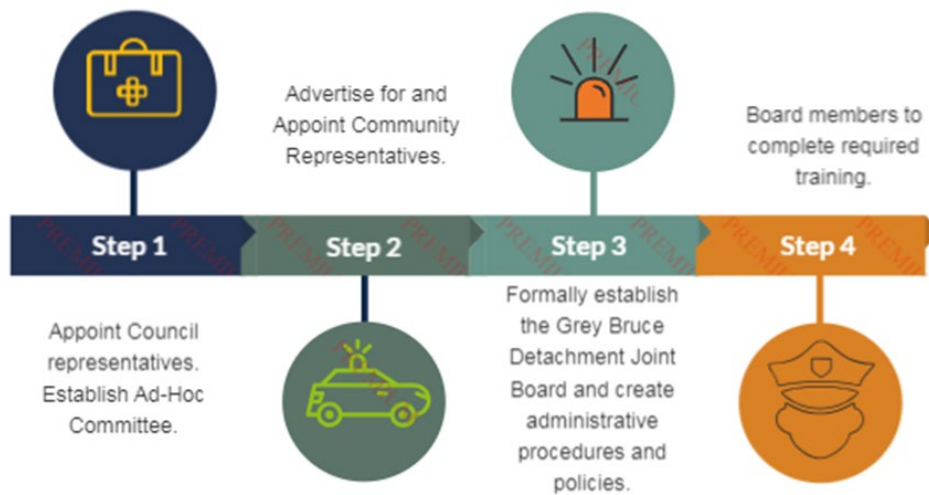 Step 1
Appoint Council
representatives.
Establish Ad-Hoc
Committee.
Advertise for and
Appoint Community
Representatives.
Step 2
Step 3
Formally establish
the Grey Bruce
Detachment Joint
Board and create
administrative
procedures and
policies.
Board members to
complete required
training.
Step 4